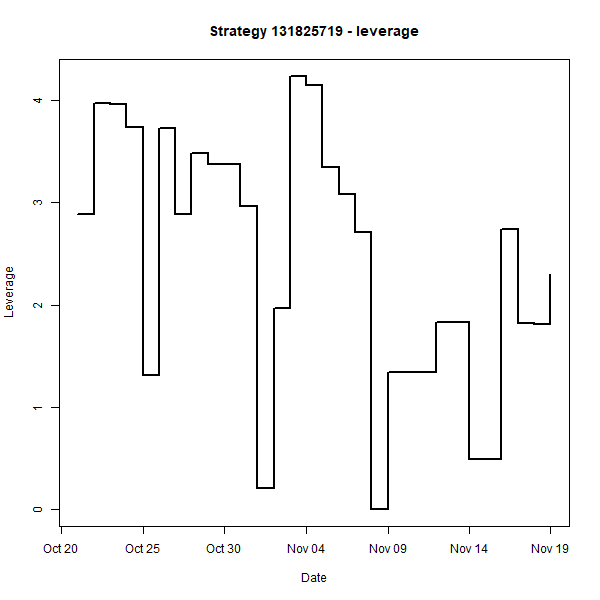 Strategy 131825719 - leverage
Leverage
4
3
2
1
0
Oct 20 Oct 25 Oct 30 Nov 04 Nov 09 Nov 14 Nov 19
Date